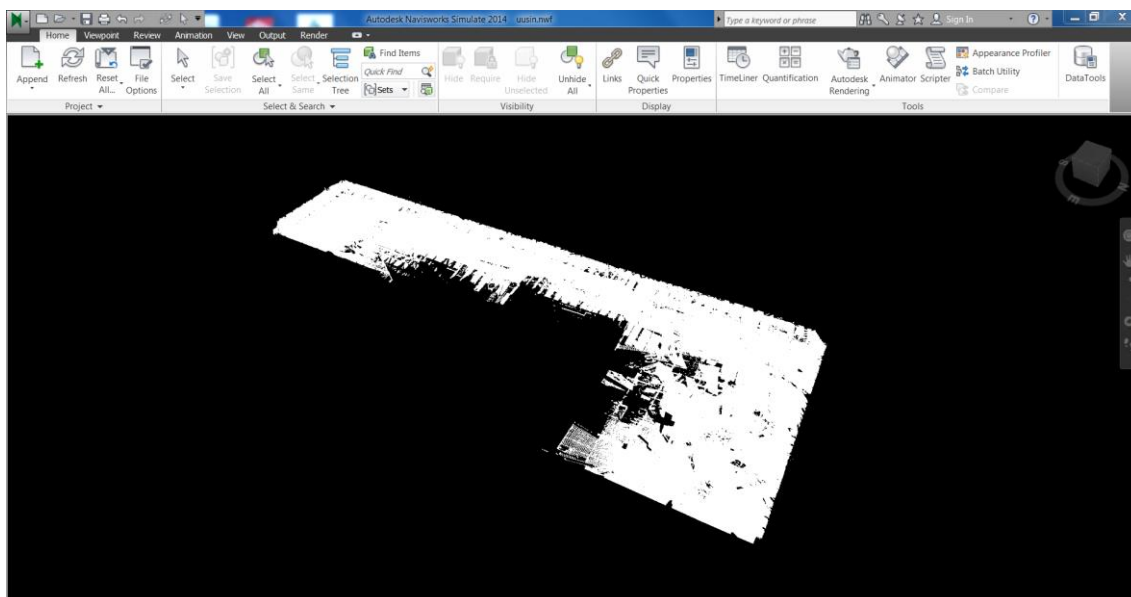 Autodesk Navisworks Simulate 2014 uusin.nwf
Type a keyword or phrase
Sign In
Home Viewpoint Review Animation View Output Render
Append
Refresh
Reset All...
File Options
Project
Select
Save Selection
Select All
Select Same
Selection Tree
Find Items
Quick Find
Sets
Select & Search
Hide
Require
Hide Unselected
Unhide All
Visibility
Links
Quick Properties
Properties
Display
TimeLiner
Quantification
Autodesk Rendering
Animator
Scripter
Appearance Profiler
Batch Utility
Compare
Tools
DataTools
E